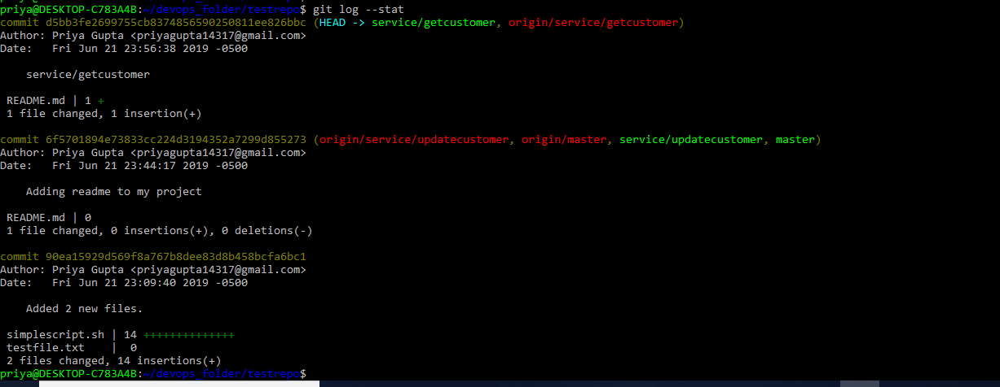 priya@DESKTOP-C783A4B:~/devops_folder/testrepo$ git log --stat
commit d5bb3fe2699755cb8374856590250811ee826bbc (HEAD -> service/getcustomer, origin/service/getcustomer)
Author: Priya Gupta <priyagupta14317@gmail.com>
Date:   Fri Jun 21 23:56:38 2019 -0500
    service/getcustomer
 README.md | 1 +
 1 file changed, 1 insertion(+)
commit 6f5701894e73833cc224d3194352a7299d855273 (origin/service/updatecustomer, origin/master, service/updatecustomer, master)
Author: Priya Gupta <priyagupta14317@gmail.com>
Date:   Fri Jun 21 23:44:17 2019 -0500
    Adding readme to my project
 README.md | 0
 1 file changed, 0 insertions(+), 0 deletions(-)
commit 90ea15929d569f8a767b8dee83d8b458bcfa6bc1
Author: Priya Gupta <priyagupta14317@gmail.com>
Date:   Fri Jun 21 23:09:40 2019 -0500
    Added 2 new files.
 simplescript.sh | 14 ++++++++++++++
 testfile.txt    |  0
 2 files changed, 14 insertions(+)
priya@DESKTOP-C783A4B:~/devops_folder/testrepo$